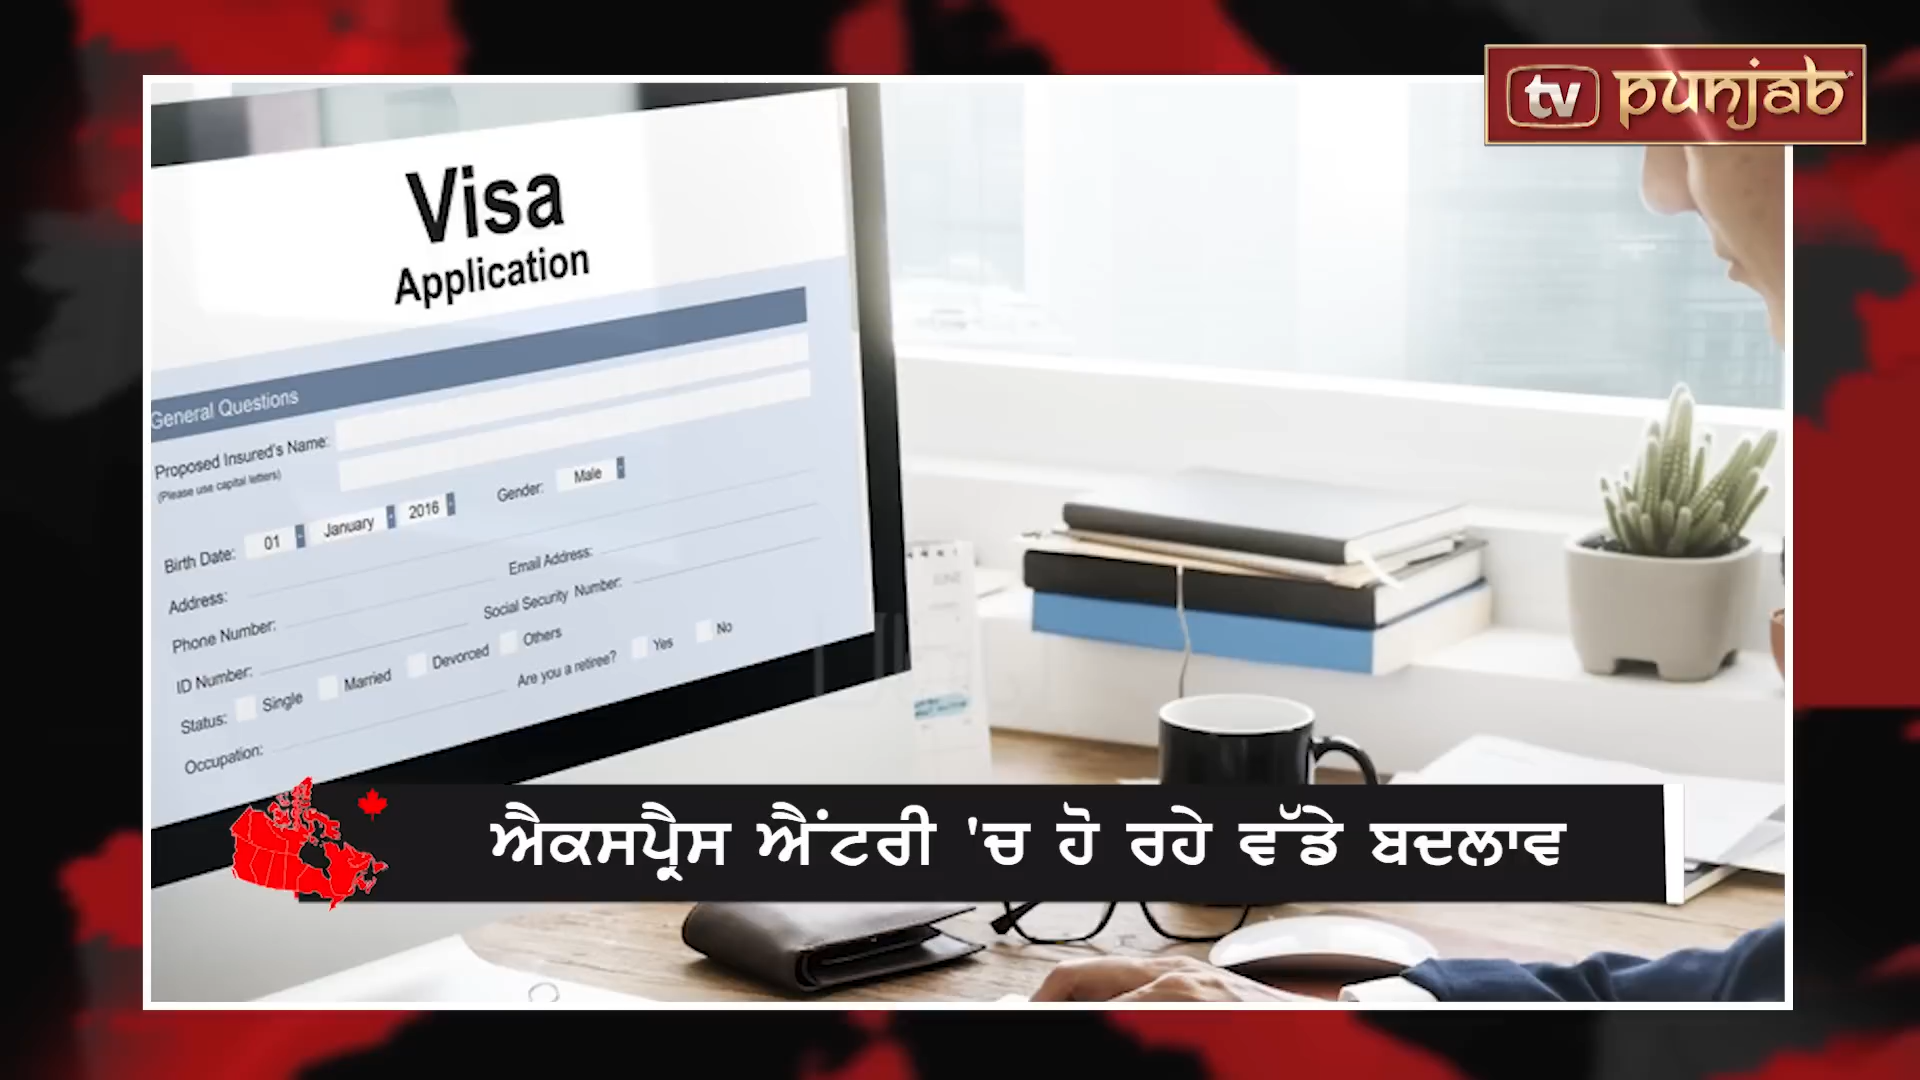 tv punjab
Visa
Application
General Questions
Proposed Insured's Name:
(Please use capital letters)
Birth Date: 01 January 2016 Gender: Male
Address: Email Address:
Phone Number: Social Security Number:
ID Number:
Status: Single Married Devorced Others
Occupation: Are you a retiree? Yes No
JUNE
ਐਕਸਪ੍ਰੈਸ ਐਂਟਰੀ 'ਚ ਹੋ ਰਹੇ ਵੱਡੇ ਬਦਲਾਵ